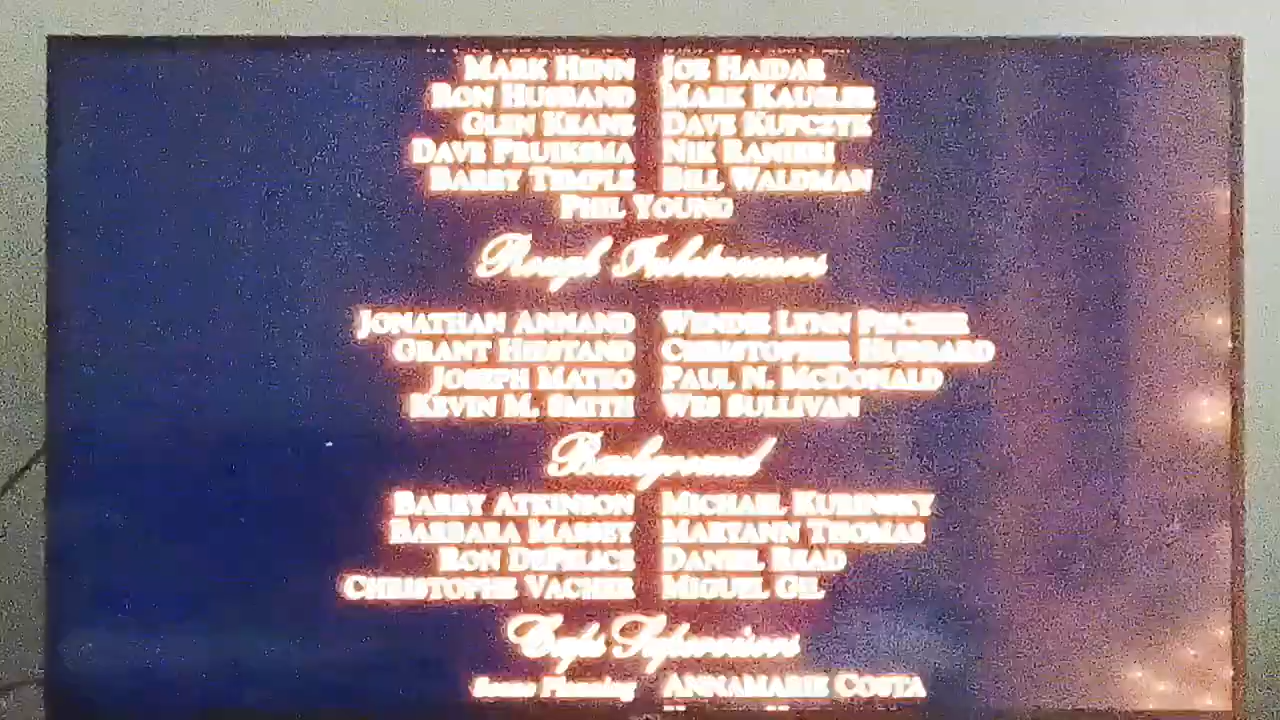 MARK HENN JOE HAIDAR
RON HUSBAND MARK KAUSLER
GLEN KEANE DAVE KUPCZYK
DAVE PRUIKSMA NIK RANIERI
BARRY TEMPLE BILL WALDMAN
PHIL YOUNG
Rough Inbetweeners
JONATHAN ANNAND WENDIE LYNN FISCHER
GRANT HIESTAND CHRISTOPHER HUBBARD
JOSEPH MATEO PAUL N. MCDONALD
KEVIN M. SMITH WES SULLIVAN
Background
BARRY ATKINSON MICHAEL KURINSKY
BARBARA MASSEY MARYANN THOMAS
RON DEFELICE DANIEL READ
CHRISTOPHE VACHER MIGUEL GIL
Caps Supervisors
Scene Planning ANNAMARIE COSTA